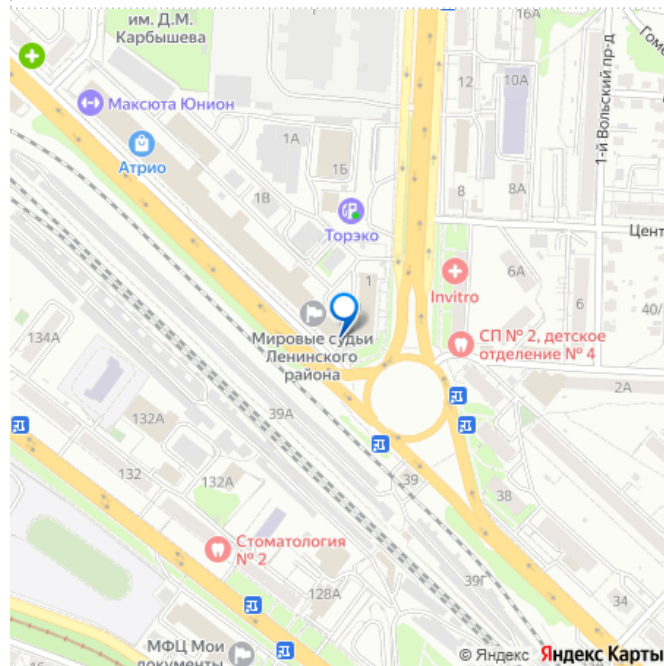 им. Д.М.
Карбышева
16А
12
10А
1-й Вольский пр-д
Максюта Юнион
Атрио
1А
1Б
1В
8
8А
Торэко
Цент
1
6А
Invitro
6
40/
Мировые судьи
Ленинского
района
СП № 2, детское
отделение № 4
134А
2А
39А
132А
132
132А
39
38
Стоматология
№ 2
39Г
34
128А
МФЦ Мои
документы
© Яндекс Яндекс Карты